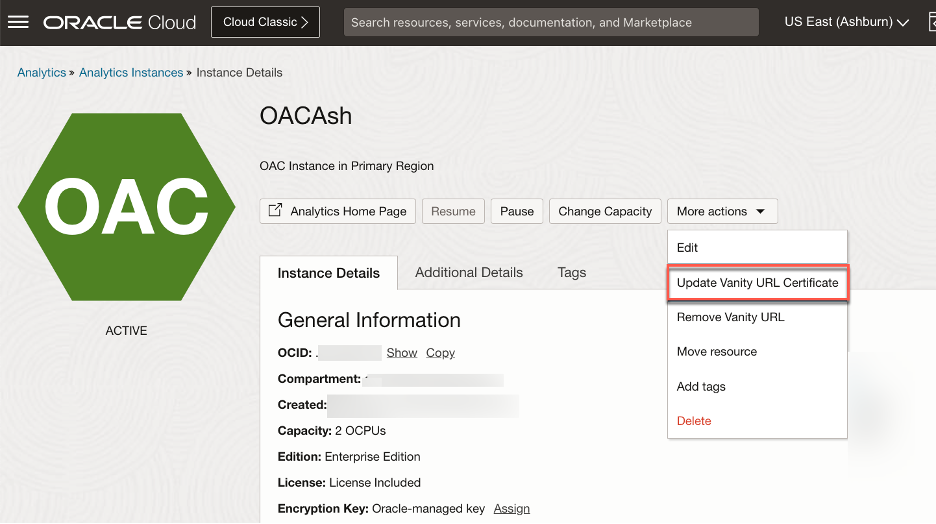 ORACLE Cloud Cloud Classic Search resources, services, documentation, and Marketplace US East (Ashburn)
Analytics » Analytics Instances » Instance Details
OACAsh
OAC
OAC Instance in Primary Region
Analytics Home Page Resume Pause Change Capacity More actions
Edit
Update Vanity URL Certificate
Remove Vanity URL
Move resource
Add tags
Delete
Instance Details Additional Details Tags
ACTIVE
General Information
OCID: Show Copy
Compartment:
Created:
Capacity: 2 OCPUs
Edition: Enterprise Edition
License: License Included
Encryption Key: Oracle-managed key Assign